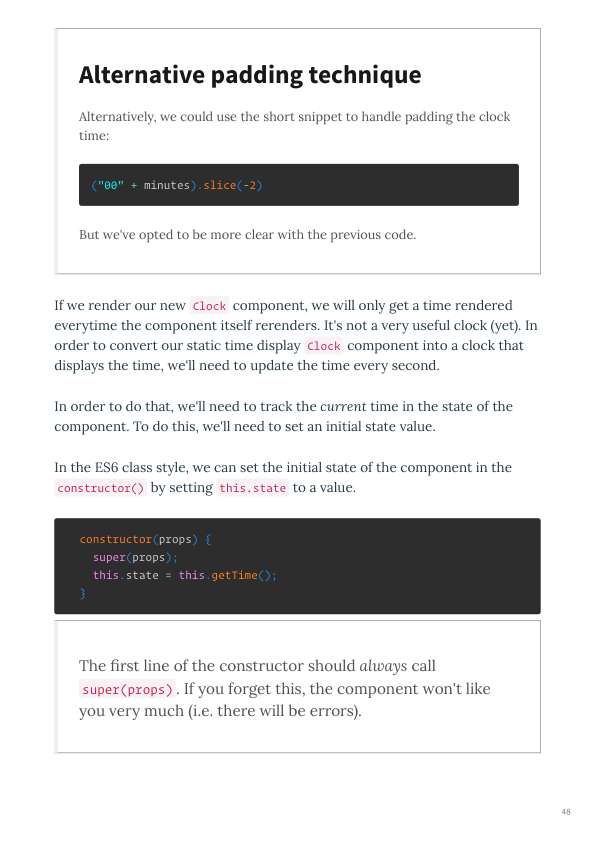 Alternative padding technique
Alternatively, we could use the short snippet to handle padding the clock
time:
("00" + minutes).slice(-2)
But we've opted to be more clear with the previous code.
If we render our new Clock component, we will only get a time rendered
everytime the component itself rerenders. It's not a very useful clock (yet). In
order to convert our static time display Clock component into a clock that
displays the time, we'll need to update the time every second.
In order to do that, we'll need to track the current time in the state of the
component. To do this, we'll need to set an initial state value.
In the ES6 class style, we can set the initial state of the component in the
constructor() by setting this.state to a value.
constructor(props) {
  super(props);
  this.state = this.getTime();
}
The first line of the constructor should always call
super(props). If you forget this, the component won't like
you very much (i.e. there will be errors).
48